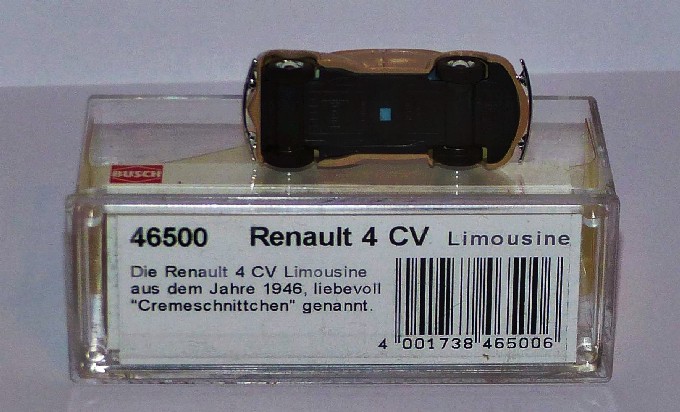 BUSCH
46500 Renault 4 CV Limousine
Die Renault 4 CV Limousine
aus dem Jahre 1946, liebevoll
"Cremeschnittchen" genannt.
4 001738 465006